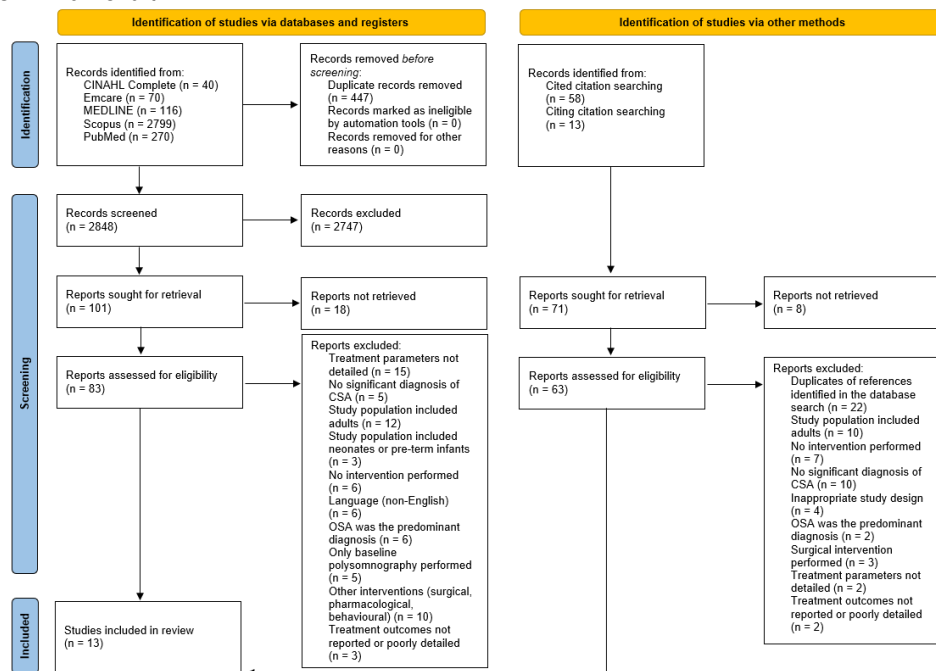 Identification of studies via databases and registers
Identification of studies via other methods
Identification
Records identified from:
CINAHL Complete (n = 40)
Emcare (n = 70)
MEDLINE (n = 116)
Scopus (n = 2799)
PubMed (n = 270)
Records removed before
screening:
Duplicate records removed
(n = 447)
Records marked as ineligible
by automation tools (n = 0)
Records removed for other
reasons (n = 0)
Records identified from:
Cited citation searching
(n = 58)
Citing citation searching
(n = 13)
Screening
Records screened
(n = 2848)
Records excluded
(n = 2747)
Reports sought for retrieval
(n = 101)
Reports not retrieved
(n = 18)
Reports sought for retrieval
(n = 71)
Reports not retrieved
(n = 8)
Reports assessed for eligibility
(n = 83)
Reports excluded:
Treatment parameters not
detailed (n = 15)
No significant diagnosis of
CSA (n = 5)
Study population included
adults (n = 12)
Study population included
neonates or pre-term infants
(n = 3)
No intervention performed
(n = 6)
Language (non-English)
(n = 6)
OSA was the predominant
diagnosis (n = 6)
Only baseline
polysomnography performed
(n = 5)
Other interventions (surgical,
pharmacological,
behavioural) (n = 10)
Treatment outcomes not
reported or poorly detailed
(n = 3)
Reports assessed for eligibility
(n = 63)
Reports excluded:
Duplicates of references
identified in the database
search (n = 22)
Study population included
adults (n = 10)
No intervention performed
(n = 7)
No significant diagnosis of
CSA (n = 10)
Inappropriate study design
(n = 4)
OSA was the predominant
diagnosis (n = 2)
Surgical intervention
performed (n = 3)
Treatment parameters not
detailed (n = 2)
Treatment outcomes not
reported or poorly detailed
(n = 2)
Included
Studies included in review
(n = 13)